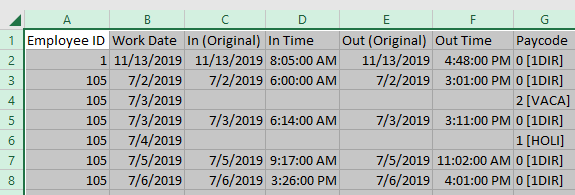 A B C D E F G
1 Employee ID Work Date In (Original) In Time Out (Original) Out Time Paycode
2 1 11/13/2019 11/13/2019 8:05:00 AM 11/13/2019 4:48:00 PM 0 [1DIR]
3 105 7/2/2019 7/2/2019 6:00:00 AM 7/2/2019 3:01:00 PM 0 [1DIR]
4 105 7/3/2019 2 [VACA]
5 105 7/3/2019 7/3/2019 6:14:00 AM 7/3/2019 3:11:00 PM 0 [1DIR]
6 105 7/4/2019 1 [HOLI]
7 105 7/5/2019 7/5/2019 9:17:00 AM 7/5/2019 11:02:00 AM 0 [1DIR]
8 105 7/6/2019 7/6/2019 3:26:00 PM 7/6/2019 4:01:00 PM 0 [1DIR]